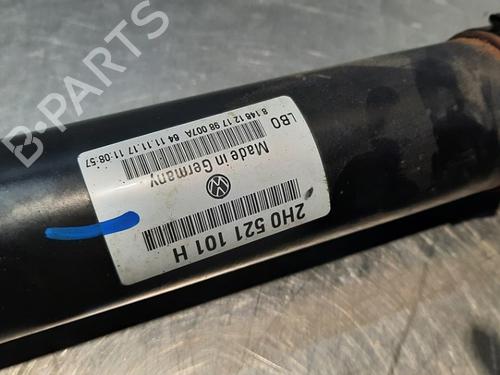 B-PARTS
2H0 521 101 H
Made in Germany
LBO
8.146 12 17 98 007A 64 11.11.17 11:08:57